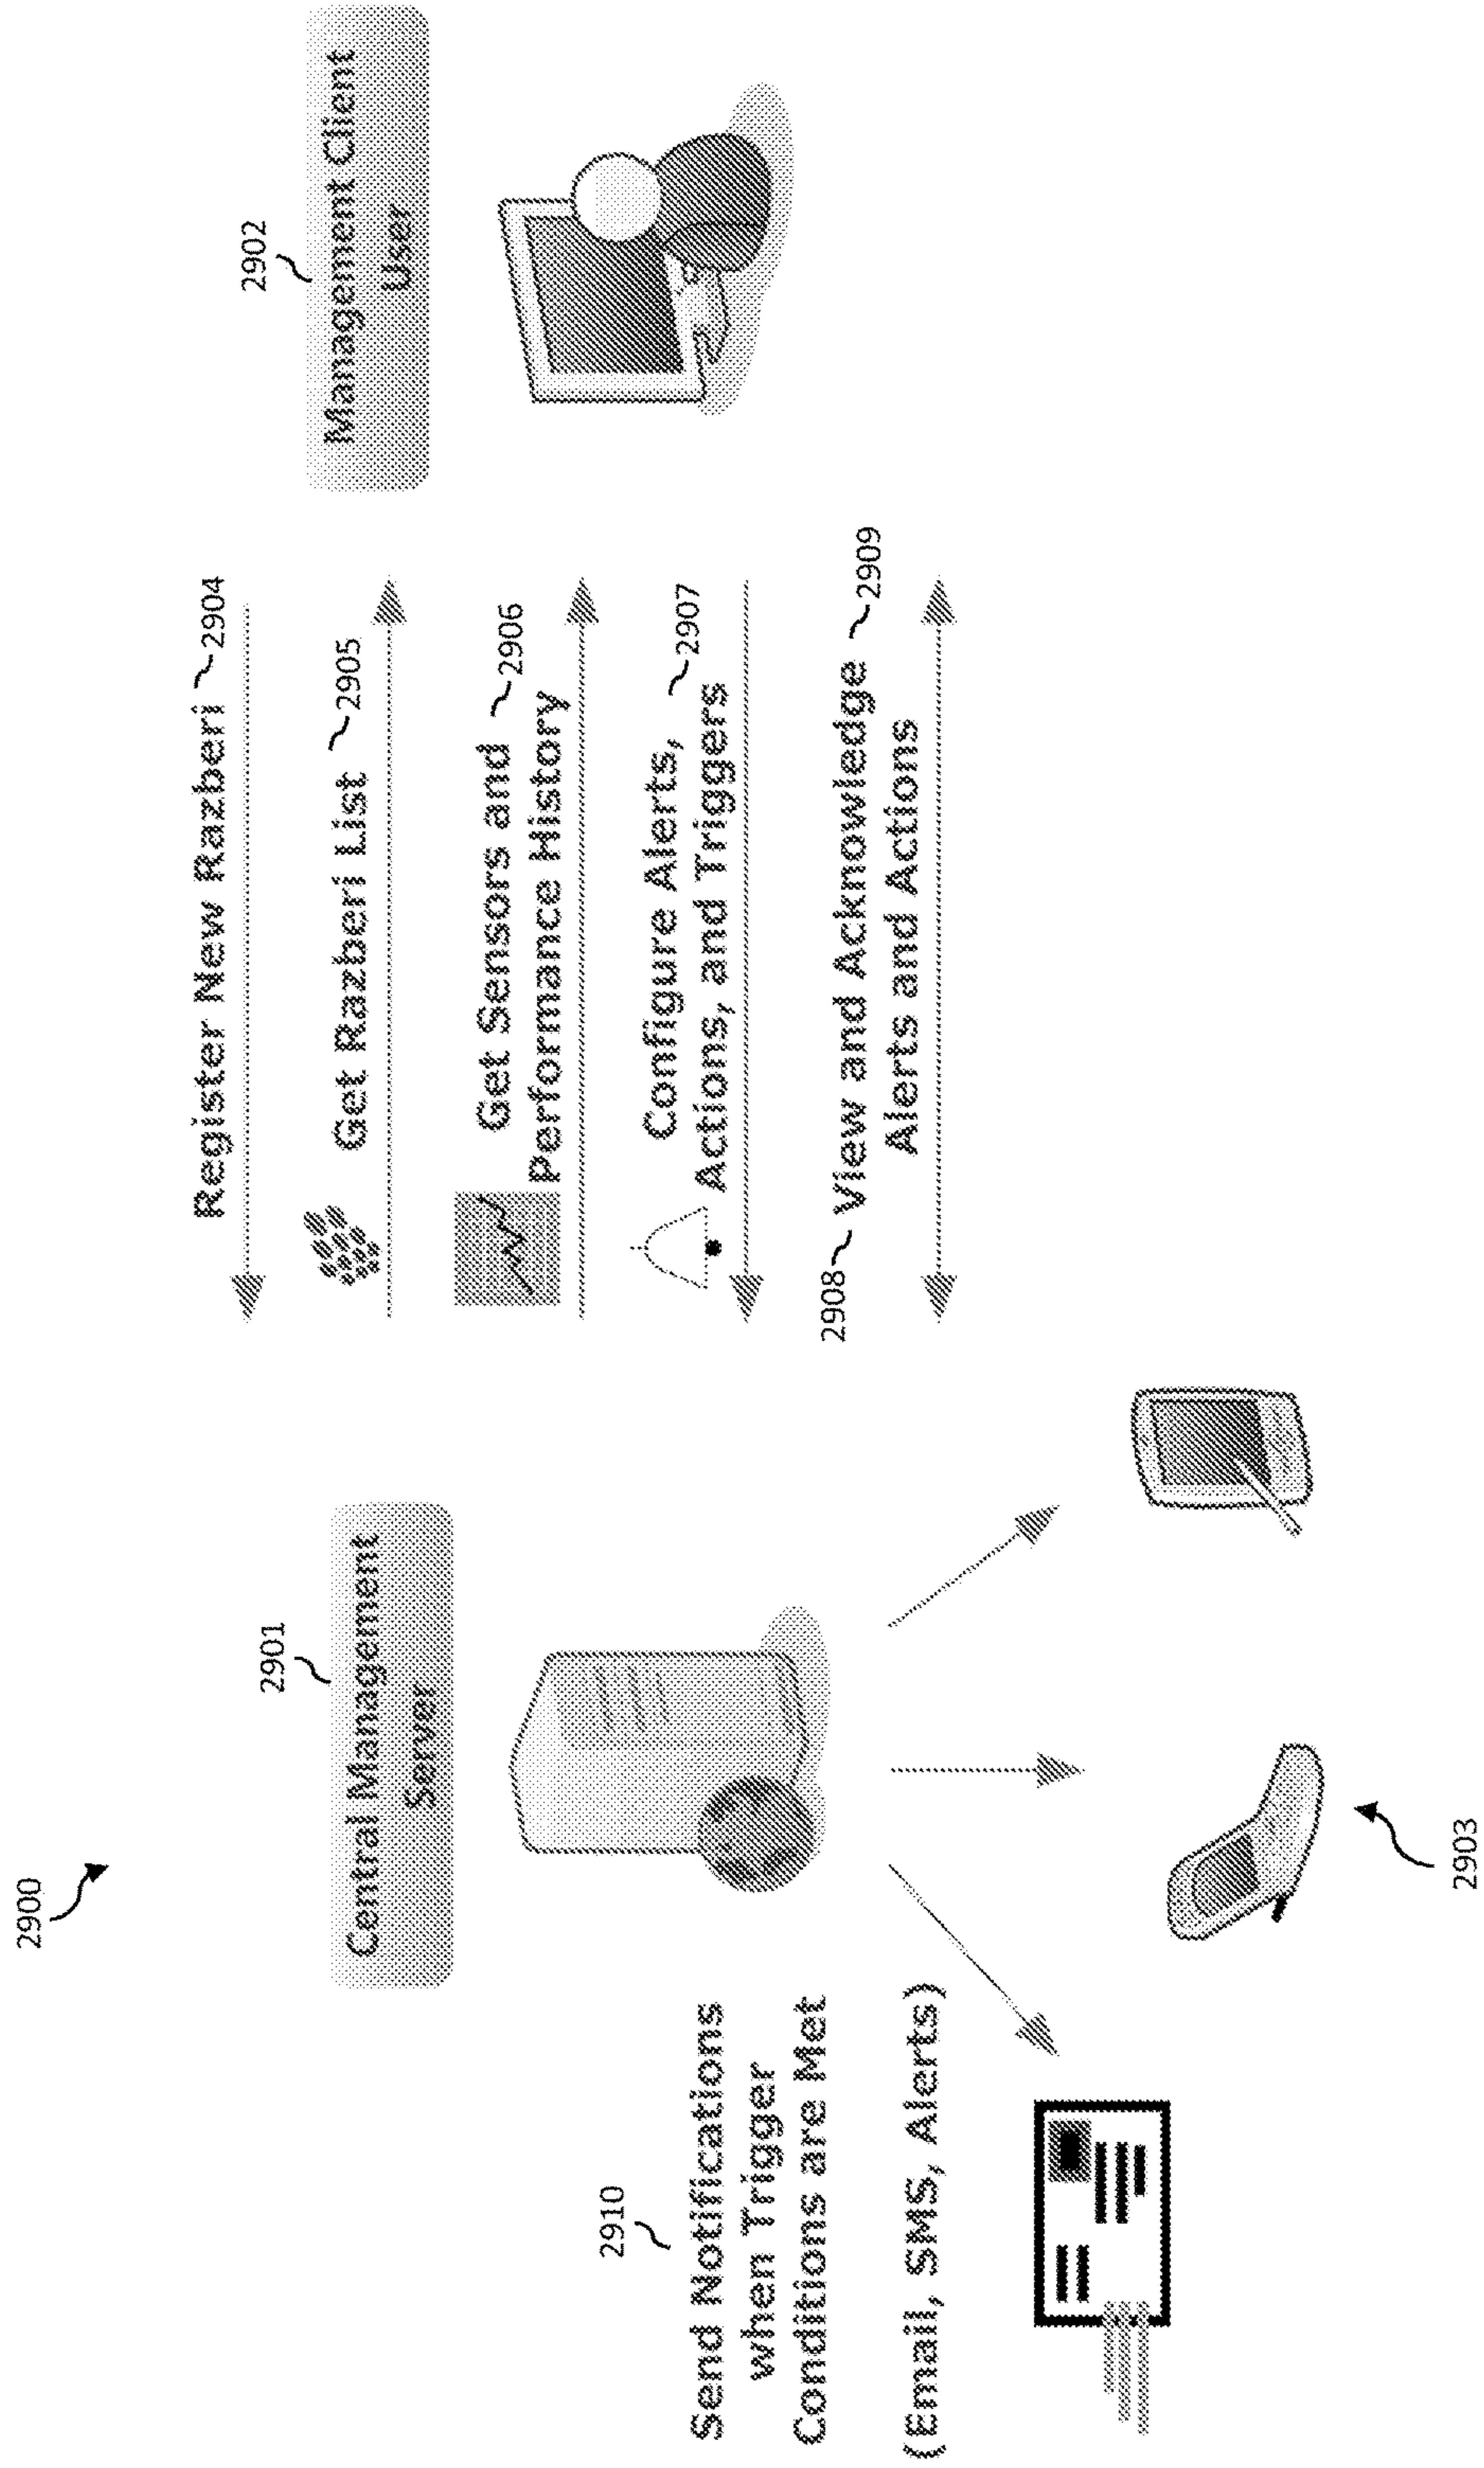 2900
2901
Central Management
Server
2902
Management Client
User
Register New Razberi 2904
Get Razberi List 2905
Get Sensors and 2906
Performance History
Configure Alerts, 2907
Actions, and Triggers
2908 View and Acknowledge 2909
Alerts and Actions
2910
Send Notifications
when Trigger
Conditions are Met
(Email, SMS, Alerts)
2903